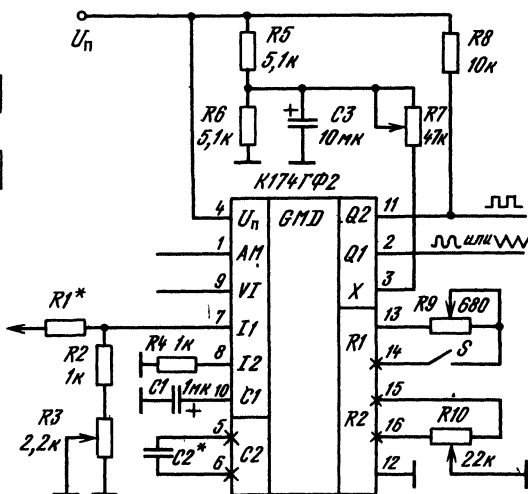 Uп
R5
5,1к
R8
10к
R6
5,1к
+
C3
10мк
R7
47к
К174ГФ2
4
Uп
GMD
Q2
11
1
AM
Q1
2
или
9
VI
X
3
R1*
7
I1
13
R9
680
R2
1к
R4 1к
8
I2
R1
14
S
C1
1мк
+
10
C1
15
R3
2,2к
5
C2*
6
C2
R2
16
R10
22к
12